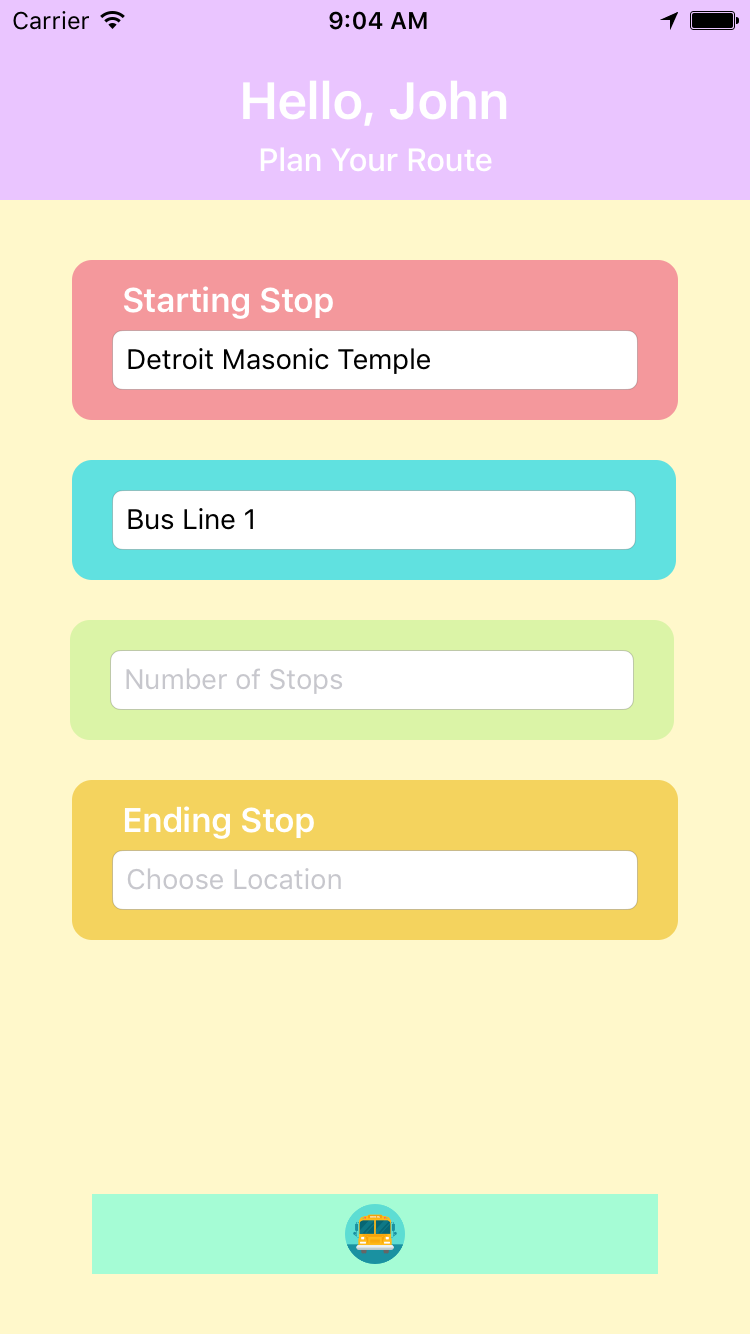 Carrier 9:04 AM
Hello, John
Plan Your Route
Starting Stop
Detroit Masonic Temple
Bus Line 1
Number of Stops
Ending Stop
Choose Location